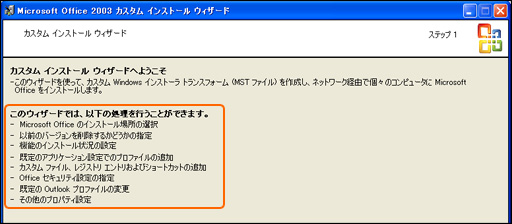 Microsoft Office 2003 カスタム インストール ウィザード
カスタム インストール ウィザード
ステップ 1
カスタム インストール ウィザードへようこそ
-このウィザードを使って、カスタム Windows インストーラ トランスフォーム (MST ファイル) を作成し、ネットワーク経由で個々のコンピュータに Microsoft
Office をインストールします。
このウィザードでは、以下の処理を行うことができます。
- Microsoft Office のインストール場所の選択
- 以前のバージョンを削除するかどうかの指定
- 機能のインストール状況の設定
- 既定のアプリケーション設定でのプロファイルの追加
- カスタム ファイル、レジストリ エントリおよびショートカットの追加
- Office セキュリティ設定の指定
- 既定の Outlook プロファイルの変更
- その他のプロパティ設定